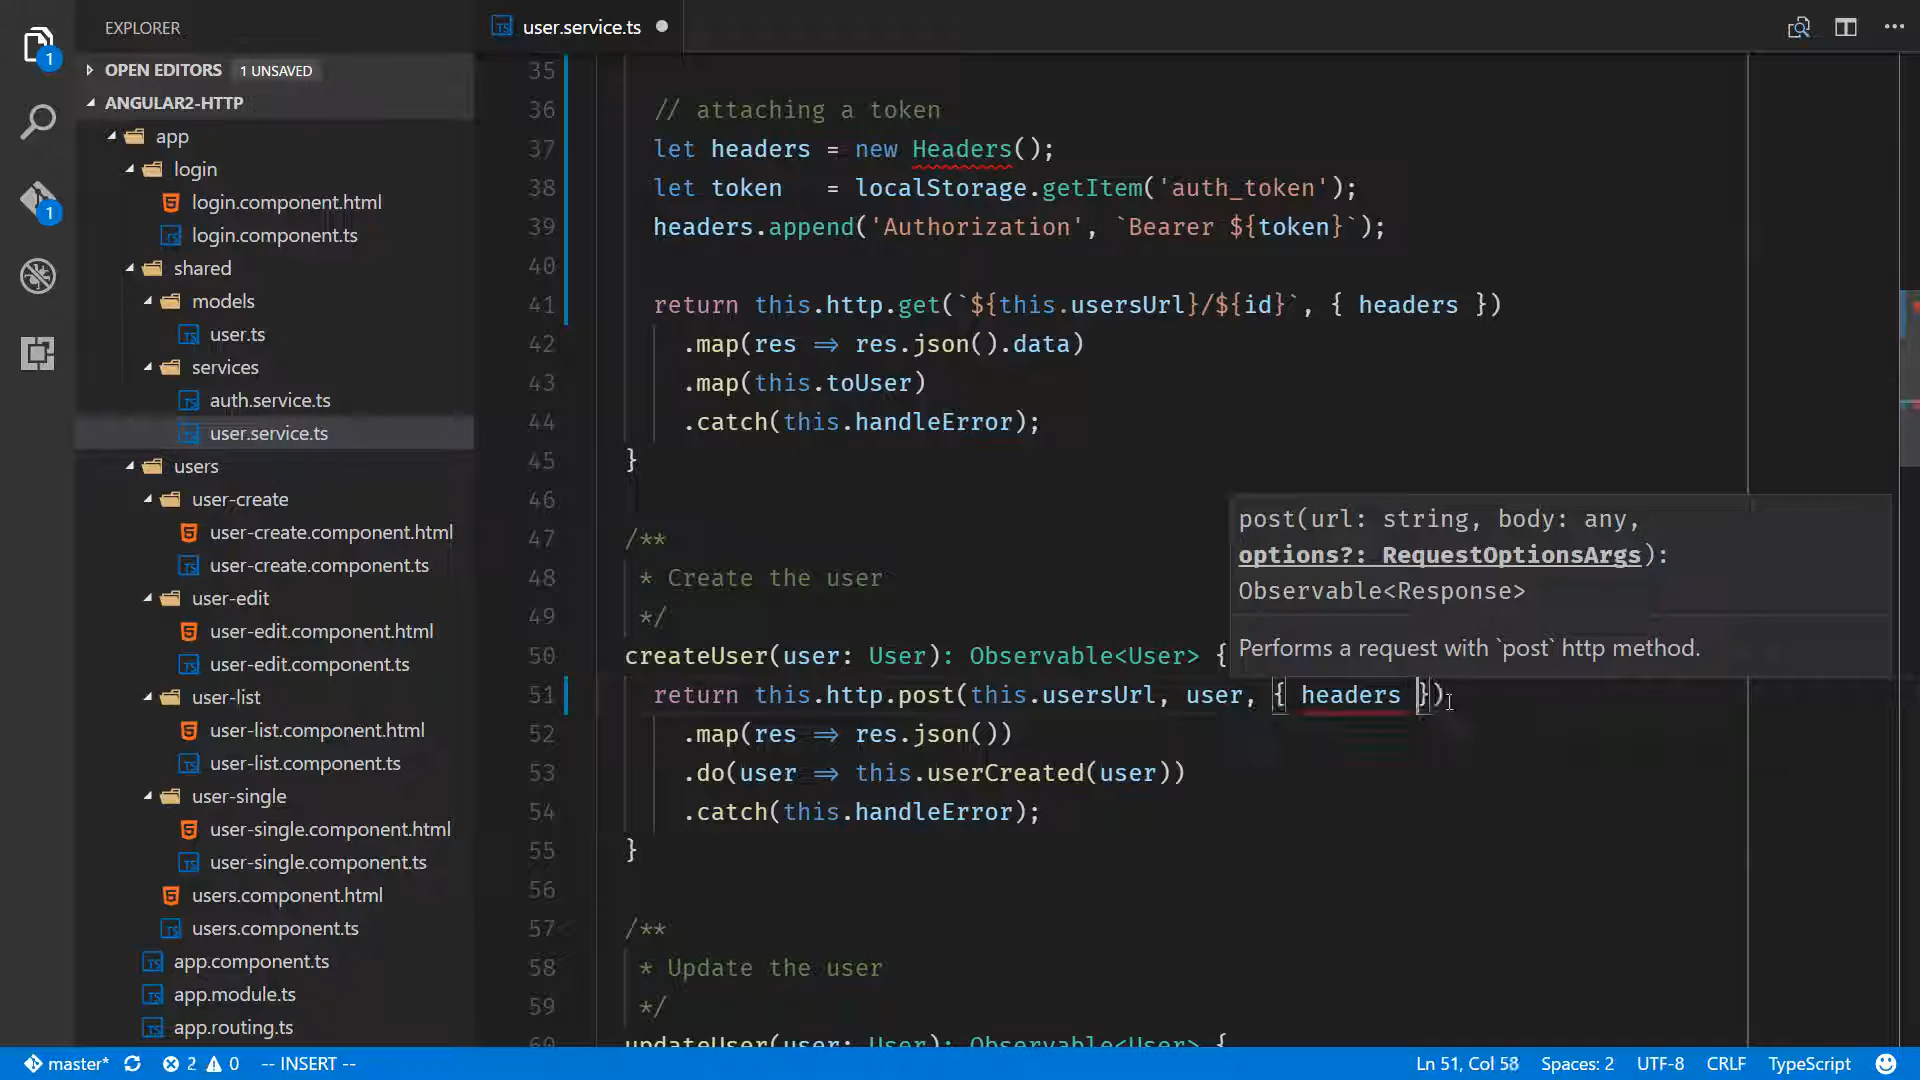 EXPLORER
OPEN EDITORS 1 UNSAVED
ANGULAR2-HTTP
app
login
login.component.html
login.component.ts
shared
models
user.ts
services
auth.service.ts
user.service.ts
users
user-create
user-create.component.html
user-create.component.ts
user-edit
user-edit.component.html
user-edit.component.ts
user-list
user-list.component.html
user-list.component.ts
user-single
user-single.component.html
user-single.component.ts
users.component.html
users.component.ts
app.component.ts
app.module.ts
app.routing.ts
1
1
user.service.ts
35
36 // attaching a token
37 let headers = new Headers();
38 let token = localStorage.getItem('auth_token');
39 headers.append('Authorization', `Bearer ${token}`);
40
41 return this.http.get(`${this.usersUrl}/${id}`, { headers })
42 .map(res => res.json().data)
43 .map(this.toUser)
44 .catch(this.handleError);
45 }
46
47 /**
48 * Create the user
49 */
50 createUser(user: User): Observable<User> {
51 return this.http.post(this.usersUrl, user, { headers })
52 .map(res => res.json())
53 .do(user => this.userCreated(user))
54 .catch(this.handleError);
55 }
56
57 /**
58 * Update the user
59 */
60 updateUser(user: User): Observable<User> {
post(url: string, body: any,
options?: RequestOptionsArgs):
Observable<Response>
Performs a request with `post` http method.
master* 2 0 -- INSERT -- Ln 51, Col 58 Spaces: 2 UTF-8 CRLF TypeScript